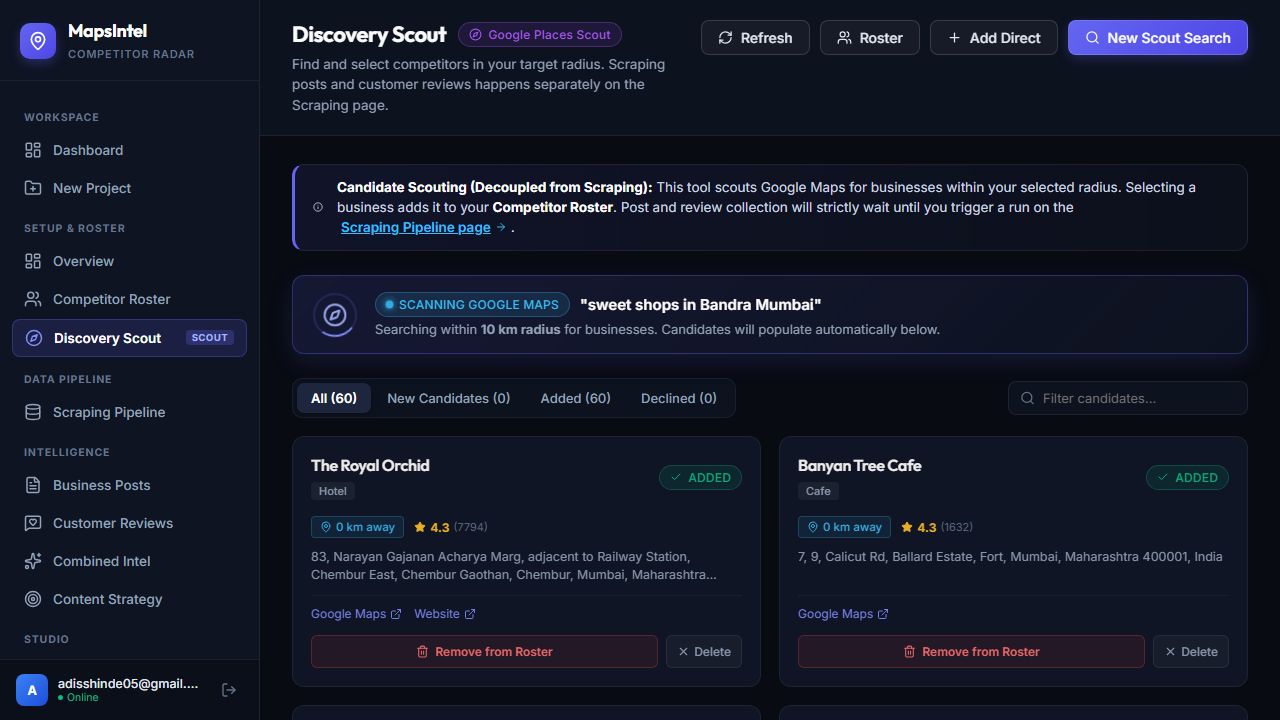 MapsIntel
COMPETITOR RADAR
WORKSPACE
Dashboard
New Project
SETUP & ROSTER
Overview
Competitor Roster
Discovery Scout
SCOUT
DATA PIPELINE
Scraping Pipeline
INTELLIGENCE
Business Posts
Customer Reviews
Combined Intel
Content Strategy
STUDIO
A
adisshinde05@gmail....
Online
Discovery Scout
Google Places Scout
Find and select competitors in your target radius. Scraping
posts and customer reviews happens separately on the
Scraping page.
Refresh
Roster
Add Direct
New Scout Search
Candidate Scouting (Decoupled from Scraping): This tool scouts Google Maps for businesses within your selected radius. Selecting a
business adds it to your Competitor Roster. Post and review collection will strictly wait until you trigger a run on the
Scraping Pipeline page → .
SCANNING GOOGLE MAPS
"sweet shops in Bandra Mumbai"
Searching within 10 km radius for businesses. Candidates will populate automatically below.
All (60)
New Candidates (0)
Added (60)
Declined (0)
Filter candidates...
The Royal Orchid
Hotel
ADDED
0 km away
4.3 (7794)
83, Narayan Gajanan Acharya Marg, adjacent to Railway Station,
Chembur East, Chembur Gaothan, Chembur, Mumbai, Maharashtra...
Google Maps
Website
Remove from Roster
Delete
Banyan Tree Cafe
Cafe
ADDED
0 km away
4.3 (1632)
7, 9, Calicut Rd, Ballard Estate, Fort, Mumbai, Maharashtra 400001, India
Google Maps
Remove from Roster
Delete